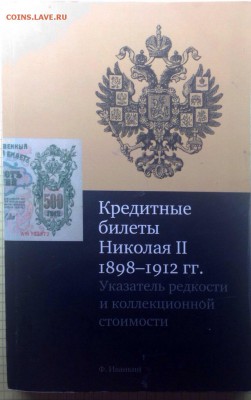 COINS.LAVE.RU
500
Кредитные
билеты
Николая II
1898–1912 гг.
Указатель редкости
и коллекционной
стоимости